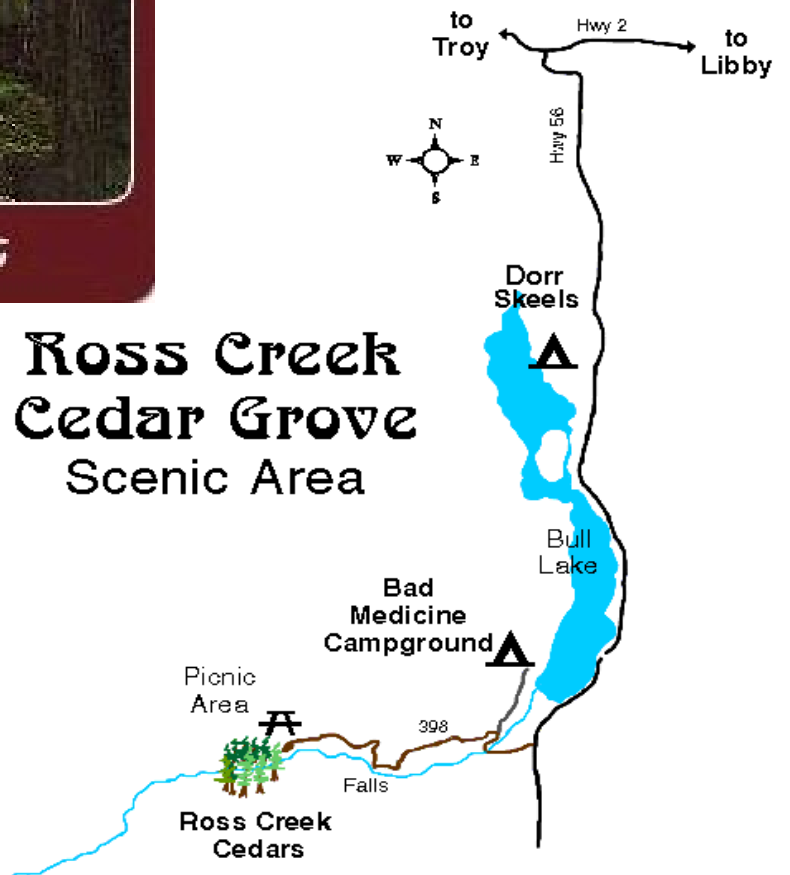 to
Troy
Hwy 2
to
Libby
Hwy 56
N
W
E
S
Dorr
Skeels
Ross Creek
Cedar Grove
Scenic Area
Bull
Lake
Bad
Medicine
Campground
Picnic
Area
398
Falls
Ross Creek
Cedars